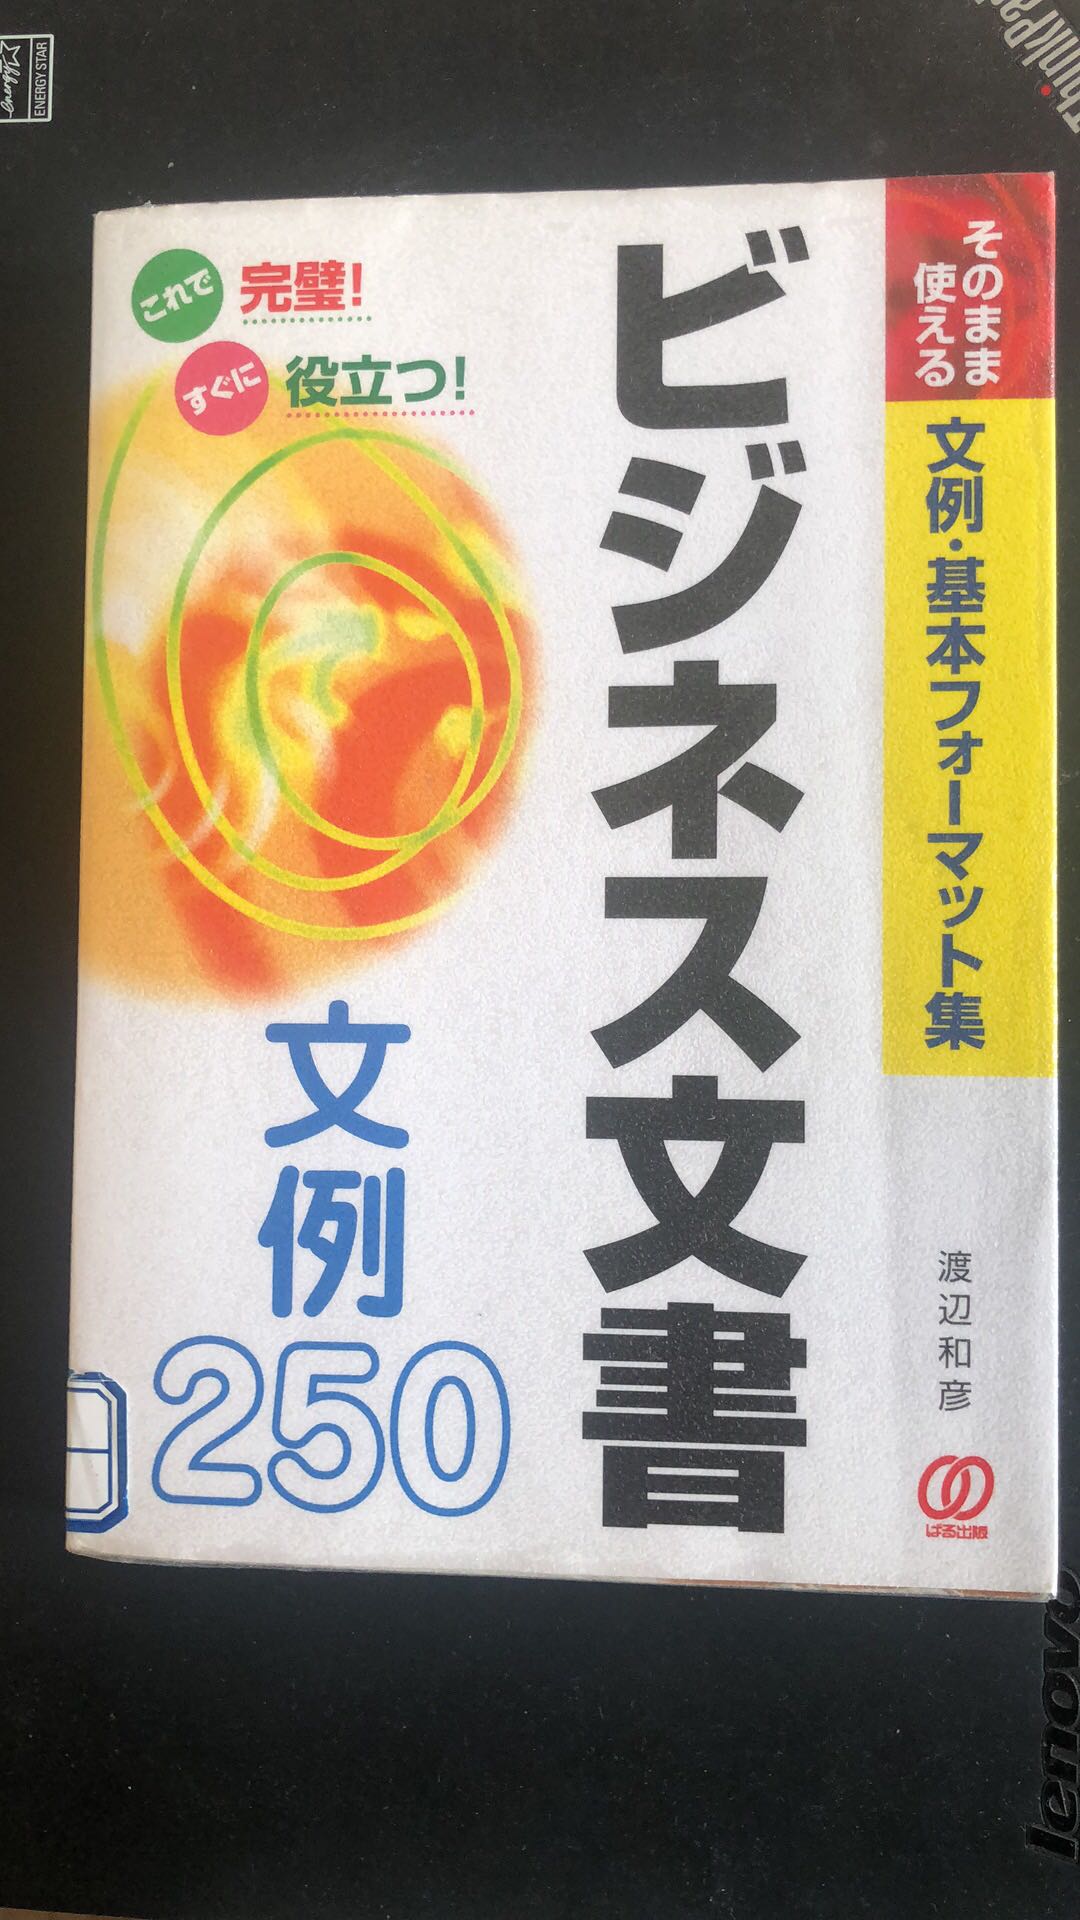 そのまま
使える
文例・基本フォーマット集
渡辺和彦
ぱる出版
ビジネス文書
これで完璧!
すぐに役立つ!
文例
250
energy
ENERGY STAR
ThinkPad
lenovo